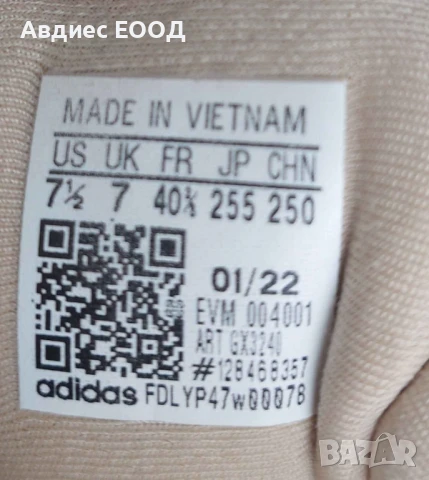 Авдиес ЕООД
MADE IN VIETNAM
US UK FR JP CHN
7½ 7 40⅔ 255 250
01/22
EVM 004001
ART GX3240
#128468357
adidas FDLYP47W00078
BAZAR